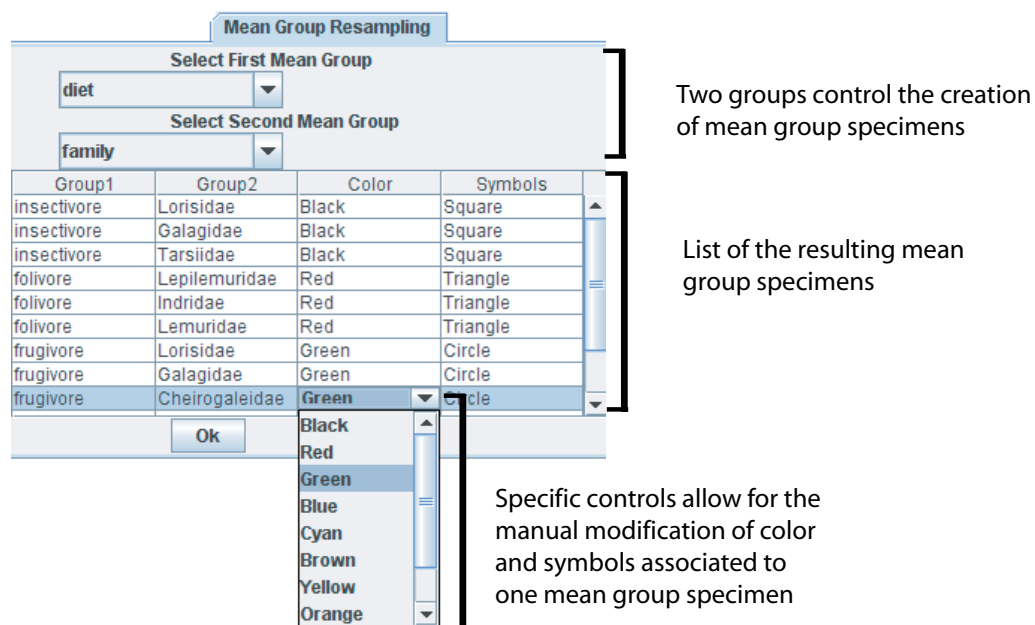 Mean Group Resampling
Select First Mean Group
diet
Select Second Mean Group
family
Two groups control the creation
of mean group specimens
Group1 Group2 Color Symbols
insectivore Lorisidae Black Square
insectivore Galagidae Black Square
insectivore Tarsiidae Black Square
folivore Lepilemuridae Red Triangle
folivore Indridae Red Triangle
folivore Lemuridae Red Triangle
frugivore Lorisidae Green Circle
frugivore Galagidae Green Circle
frugivore Cheirogaleidae Green Circle
List of the resulting mean
group specimens
Ok
Black
Red
Green
Blue
Cyan
Brown
Yellow
Orange
Specific controls allow for the
manual modification of color
and symbols associated to
one mean group specimen